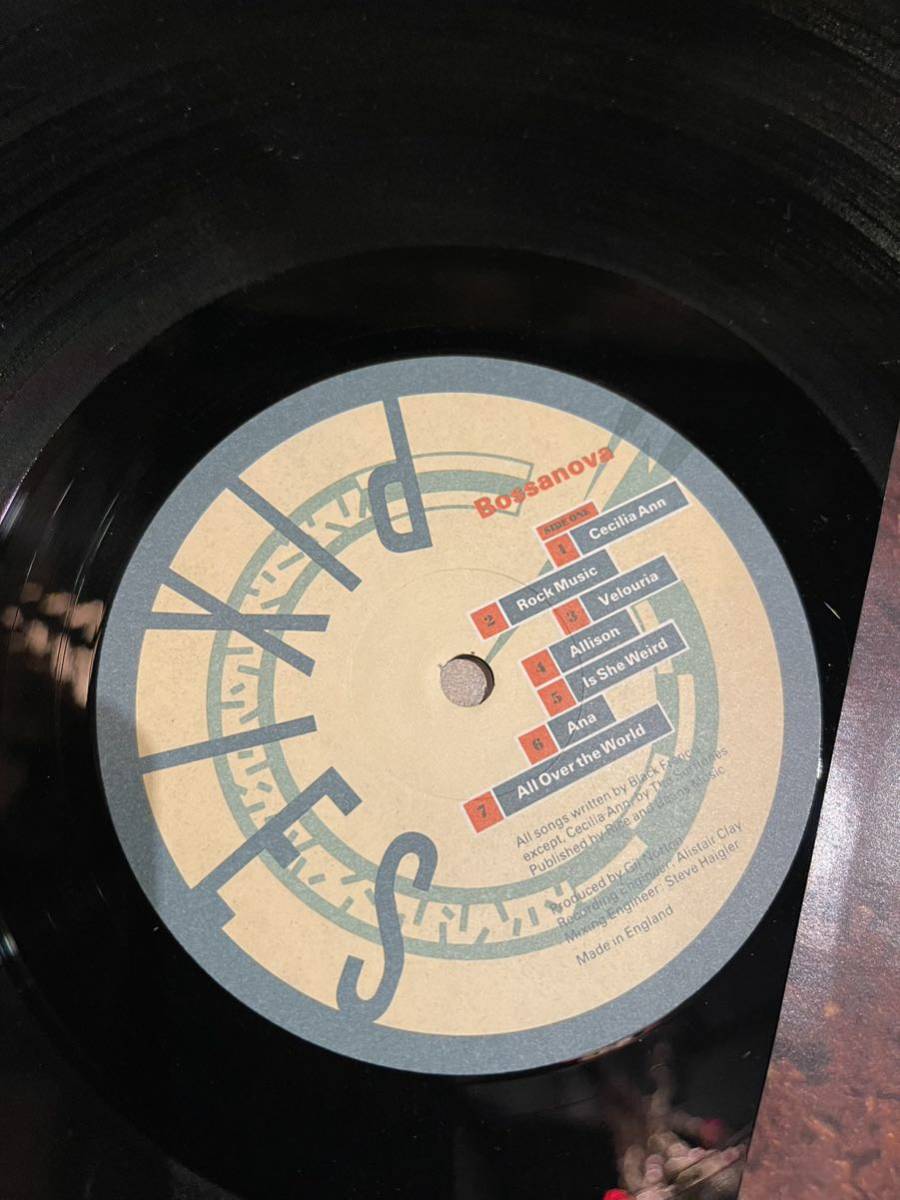 PIXIES
Bossanova
SIDE ONE
1 Cecilia Ann
2 Rock Music
3 Velouria
4 Allison
5 Is She Weird
6 Ana
7 All Over the World
All songs written by Black Francis
except, Cecilia Ann, by The Surftones
Published by Rice and Beans Music
Produced by Gil Norton
Recording Engineer: Alistair Clay
Mixing Engineer: Steve Haigler
Made in England